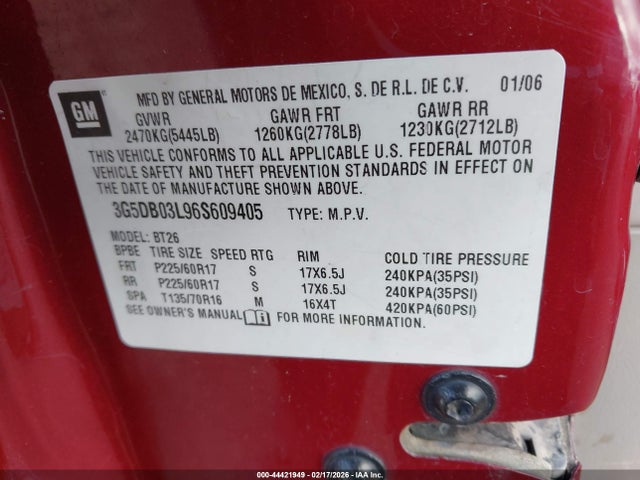 GM
MFD BY GENERAL MOTORS DE MEXICO, S. DE R.L. DE C.V. 01/06
GVWR GAWR FRT GAWR RR
2470KG(5445LB) 1260KG(2778LB) 1230KG(2712LB)
THIS VEHICLE CONFORMS TO ALL APPLICABLE U.S. FEDERAL MOTOR
VEHICLE SAFETY AND THEFT PREVENTION STANDARDS IN EFFECT ON
THE DATE OF MANUFACTURE SHOWN ABOVE.
3G5DB03L96S609405 TYPE: M.P.V.
MODEL: BT26
BPBE TIRE SIZE SPEED RTG RIM COLD TIRE PRESSURE
FRT P225/60R17 S 17X6.5J 240KPA(35PSI)
RR P225/60R17 S 17X6.5J 240KPA(35PSI)
SPA T135/70R16 M 16X4T 420KPA(60PSI)
SEE OWNER'S MANUAL FOR MORE INFORMATION.
000-44421949 - 02/17/2026 - IAA Inc.